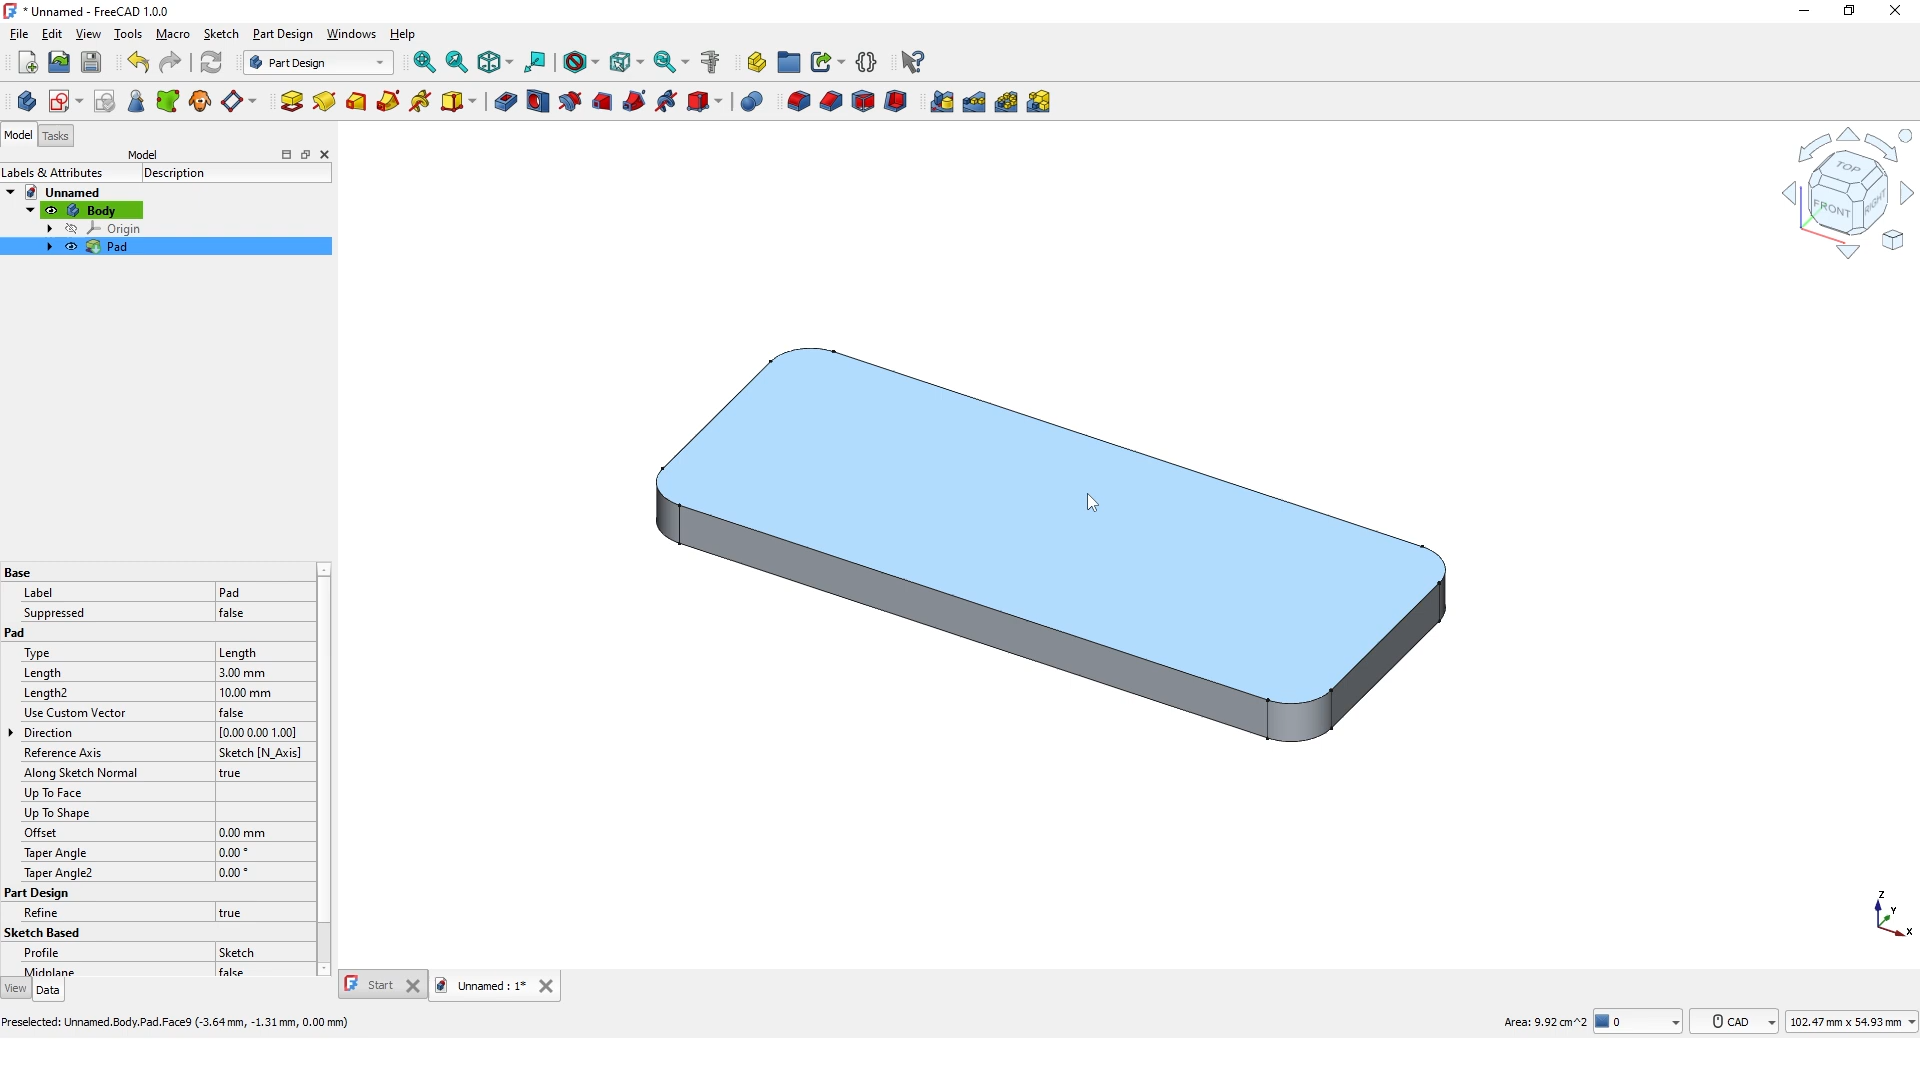 * Unnamed - FreeCAD 1.0.0
File Edit View Tools Macro Sketch Part Design Windows Help
Part Design
Model Tasks
Model
Labels & Attributes Description
Unnamed
Body
Origin
Pad
TOP
FRONT
RIGHT
Base
Label Pad
Suppressed false
Pad
Type Length
Length 3.00 mm
Length2 10.00 mm
Use Custom Vector false
Direction [0.00 0.00 1.00]
Reference Axis Sketch [N_Axis]
Along Sketch Normal true
Up To Face
Up To Shape
Offset 0.00 mm
Taper Angle 0.00 °
Taper Angle2 0.00 °
Part Design
Refine true
Sketch Based
Profile Sketch
Midplane false
View Data
Start
Unnamed : 1*
Z
Y
X
Preselected: Unnamed.Body.Pad.Face9 (-3.64 mm, -1.31 mm, 0.00 mm)
Area: 9.92 cm^2
0
CAD
102.47 mm x 54.93 mm